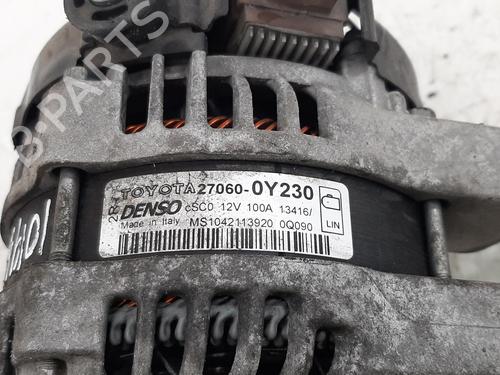 TOYOTA 27060-0Y230
DENSO cSC0 12V 100A 13416/
Made in Italy MS1042113920 0Q090
LIN
B-PARTS